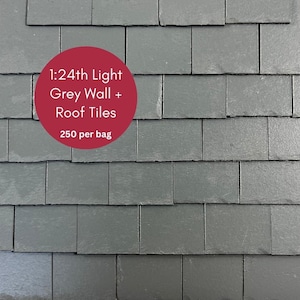 1:24th Light
Grey Wall +
Roof Tiles
250 per bag